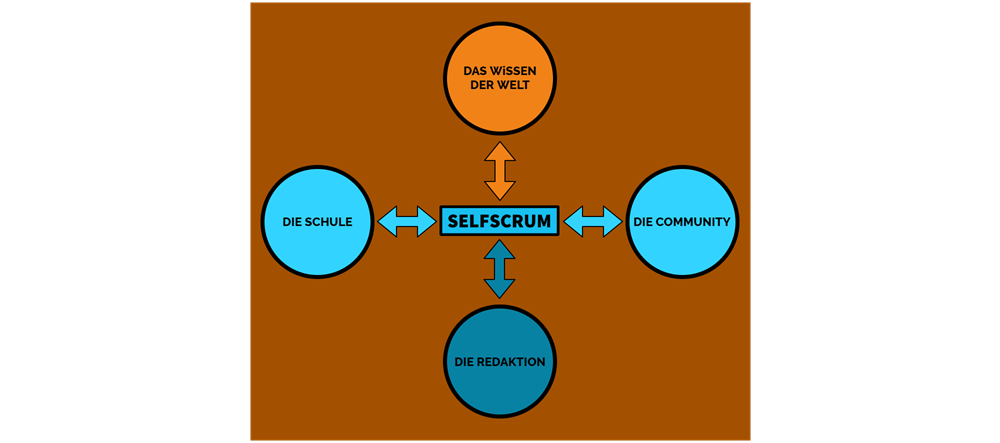 DAS WiSSEN
DER WELT
DIE SCHULE
SELFSCRUM
DIE COMMUNITY
DIE REDAKTION